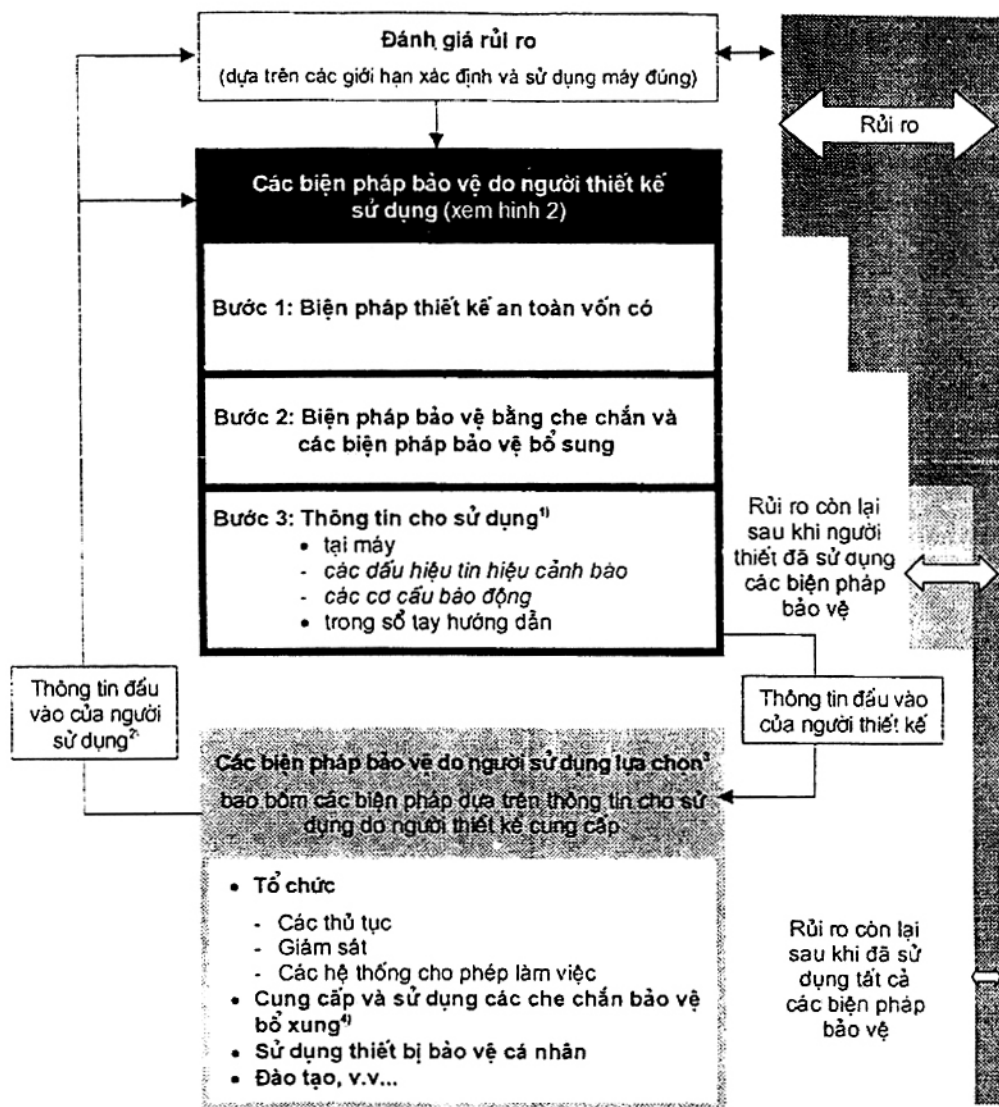 Đánh giá rủi ro
(dựa trên các giới hạn xác định và sử dụng máy đúng)
Rủi ro
Các biện pháp bảo vệ do người thiết kế
sử dụng (xem hình 2)
Bước 1: Biện pháp thiết kế an toàn vốn có
Bước 2: Biện pháp bảo vệ bằng che chắn và
các biện pháp bảo vệ bổ sung
Bước 3: Thông tin cho sử dụng¹⁾
• tại máy
- các dấu hiệu tin hiệu cảnh bào
- các cơ cấu bào động
• trong sổ tay hướng dẫn
Rủi ro còn lại
sau khi người
thiết đã sử dụng
các biện pháp
bảo vệ
Thông tin đấu
vào của người
sử dụng²⁾
Thông tin đấu vào
của người thiết kế
Các biện pháp bảo vệ do người sử dụng lựa chọn³
bao bồm các biện pháp dựa trên thông tin cho sử
dụng do người thiết kế cung cấp
• Tổ chức
- Các thủ tục
- Giám sát
- Các hệ thống cho phép làm việc
• Cung cấp và sử dụng các che chắn bảo vệ
bổ xung⁴⁾
• Sử dụng thiết bị bảo vệ cá nhân
• Đào tạo, v.v...
Rủi ro còn lại
sau khi đã sử
dụng tất cả
các biện pháp
bảo vệ